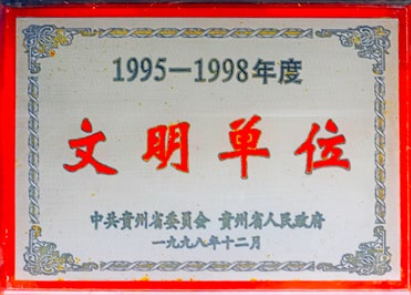 1995—1998年度
文明单位
中共贵州省委员会 贵州省人民政府
一九九八年十二月